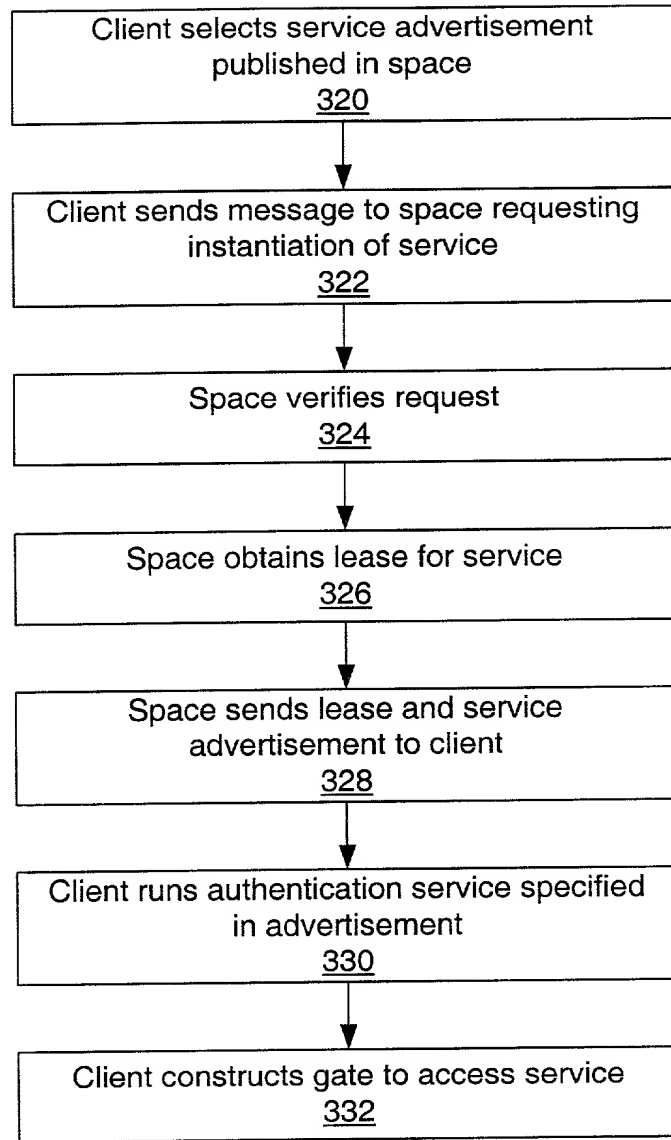 Client selects service advertisement
published in space
320
Client sends message to space requesting
instantiation of service
322
Space verifies request
324
Space obtains lease for service
326
Space sends lease and service
advertisement to client
328
Client runs authentication service specified
in advertisement
330
Client constructs gate to access service
332